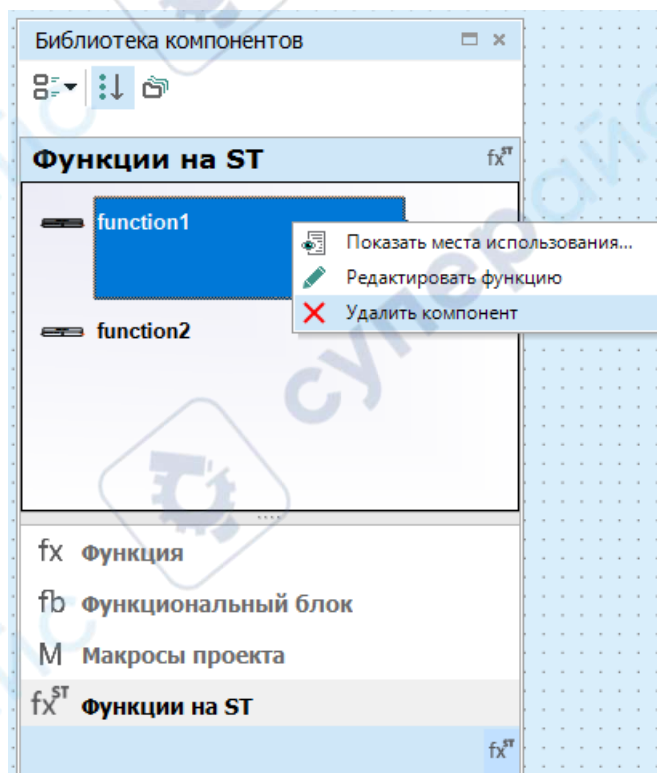 Библиотека компонентов
Функции на ST
fx ST
function1
Показать места использования...
Редактировать функцию
Удалить компонент
function2
суперайс
fx Функция
fb Функциональный блок
M Макросы проекта
fx ST Функции на ST
fx ST